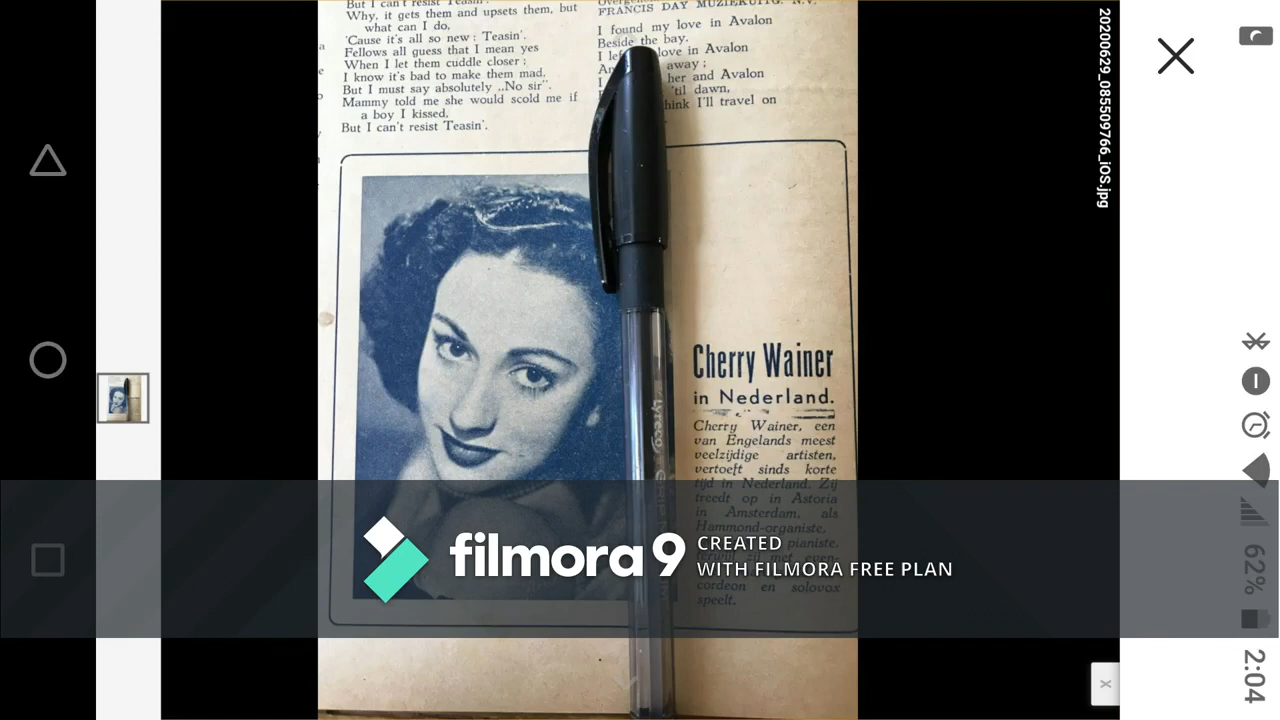 But I can't resist Teasin'.
Why, it gets them and upsets them, but
what can I do,
'Cause it's all so new: Teasin'.
Fellows all guess that I mean yes
When I let them cuddle closer:
I know it's bad to make them mad,
But I must say absolutely „No sir”.
Mammy told me she would scold me if
a boy I kissed,
But I can't resist Teasin'.
FRANCIS DAY MUZIEKUITG. N.V.
I found my love in Avalon
Beside the bay.
I love in Avalon
away;
I her and Avalon
'til dawn,
I'll travel on
Cherry Wainer
in Nederland.
Cherry Wainer, een
van Engelands meest
veelzijdige artisten,
vertoeft sinds korte
tijd in Nederland. Zij
treedt op in Astoria
in Amsterdam, als
Hammond-organiste,
pianiste,
terwijl zij met even-
cordeon en solovox
speelt.
Lyreco
filmora9 CREATED
WITH FILMORA FREE PLAN
20200629_085509766_iOS.jpg
62%
2:04